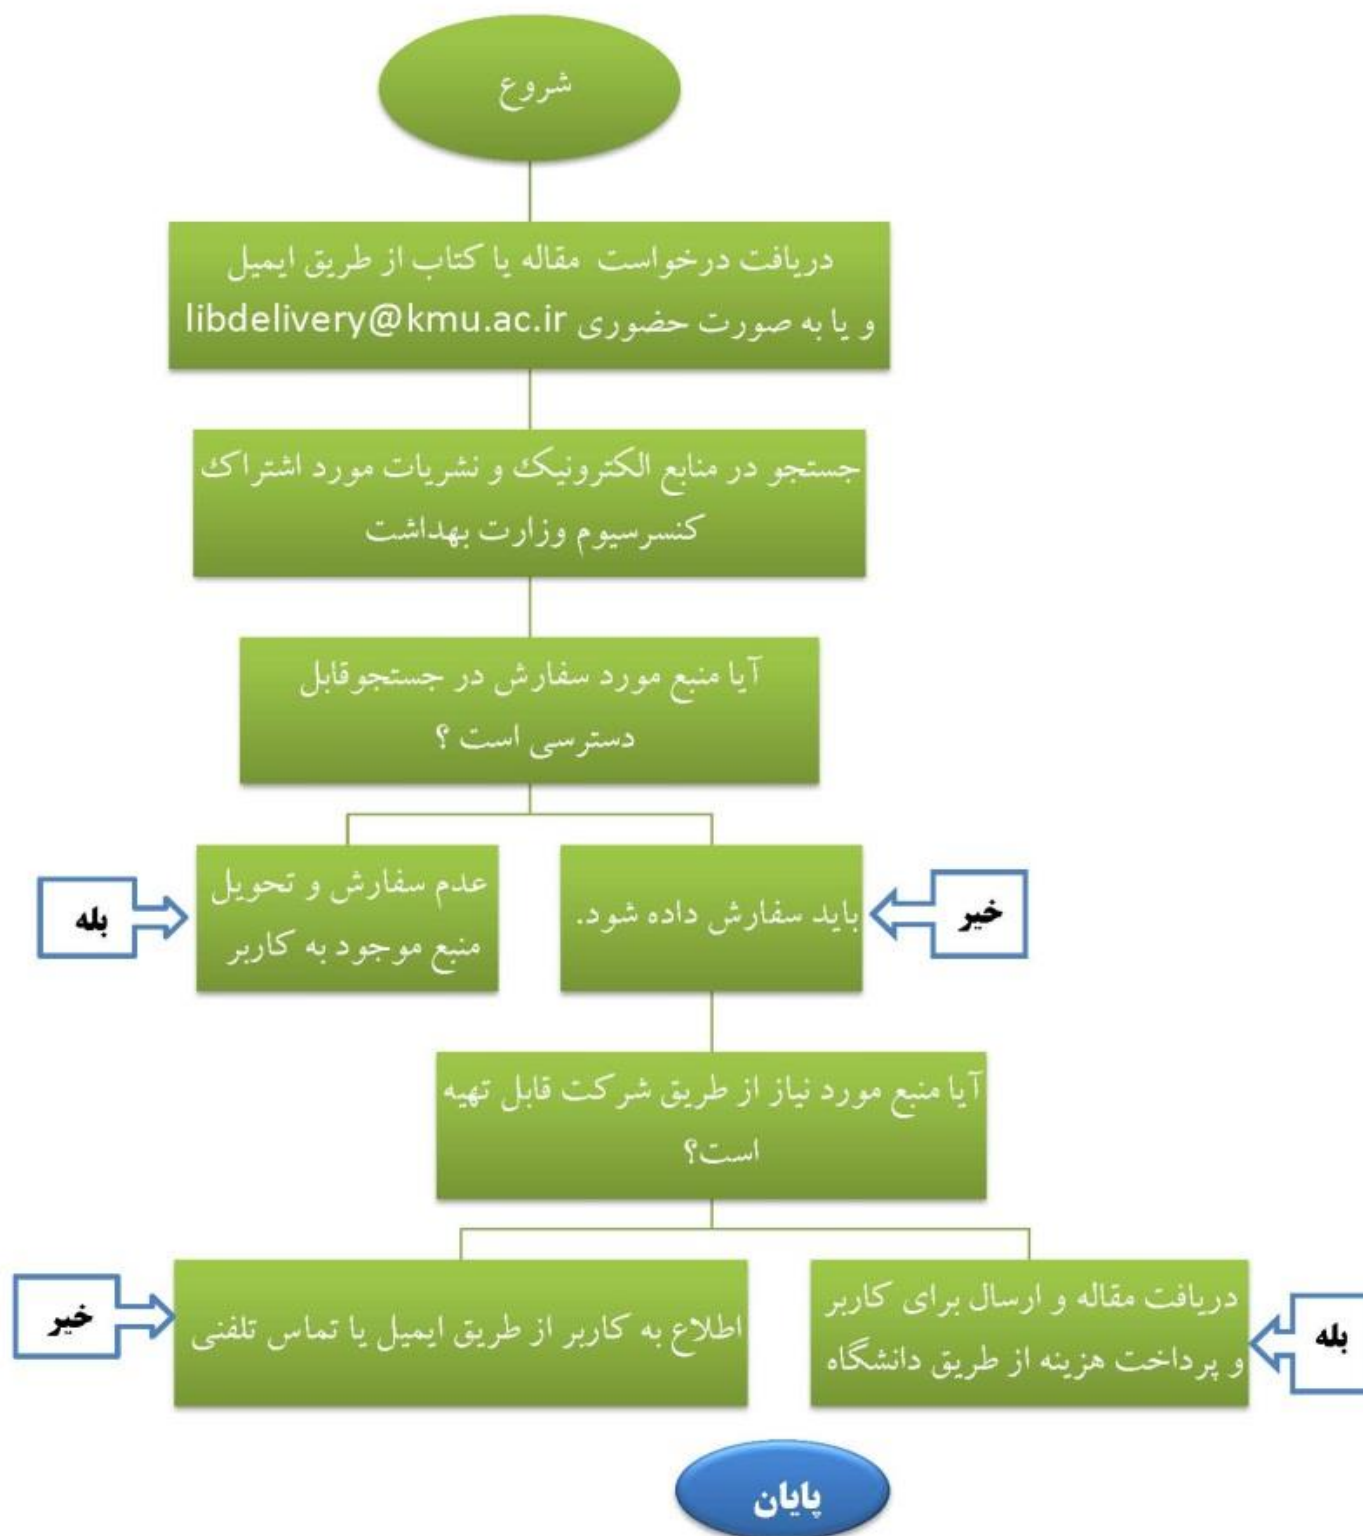 شروع
دریافت درخواست مقاله یا کتاب از طریق ایمیل
libdelivery@kmu.ac.ir و یا به صورت حضوری
جستجو در منابع الکترونیک و نشریات مورد اشتراک
کنسرسیوم وزارت بهداشت
آیا منبع مورد سفارش در جستجوقابل
دسترسی است ؟
خیر
باید سفارش داده شود.
عدم سفارش و تحویل
منبع موجود به کاربر
بله
آیا منبع مورد نیاز از طریق شرکت قابل تهیه
است؟
بله
دریافت مقاله و ارسال برای کاربر
و پرداخت هزینه از طریق دانشگاه
اطلاع به کاربر از طریق ایمیل یا تماس تلفنی
خیر
پایان